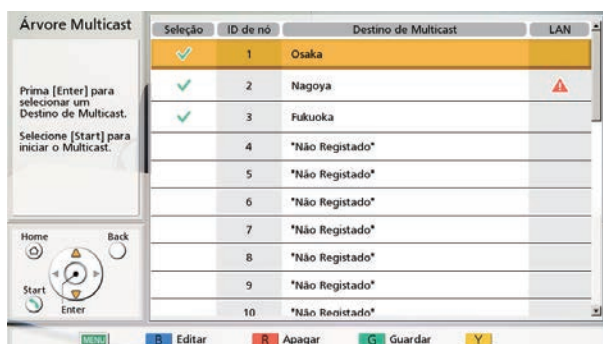 Árvore Multicast
Prima [Enter] para
selecionar um
Destino de Multicast.
Selecione [Start] para
iniciar o Multicast.
Home
Back
Start
Enter
Seleção ID de nó Destino de Multicast LAN
1 Osaka
2 Nagoya
3 Fukuoka
4 *Não Registado*
5 *Não Registado*
6 *Não Registado*
7 *Não Registado*
8 *Não Registado*
9 *Não Registado*
10 *Não Registado*
MENU B Editar R Apagar G Guardar Y